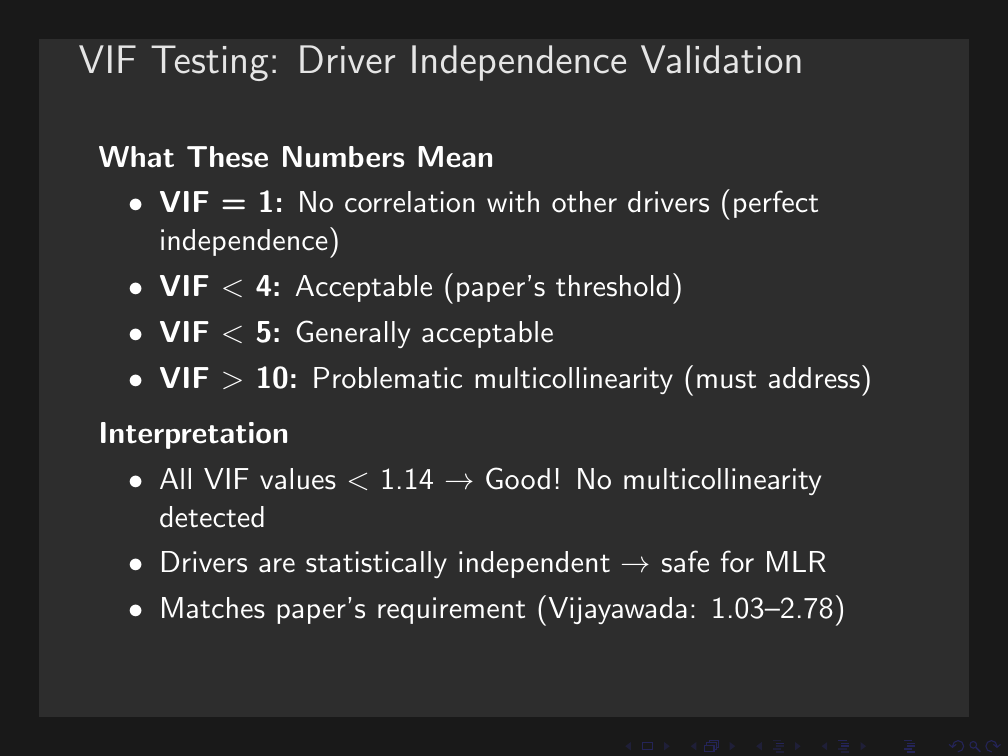 VIF Testing: Driver Independence Validation
What These Numbers Mean
• VIF = 1: No correlation with other drivers (perfect
independence)
• VIF < 4: Acceptable (paper's threshold)
• VIF < 5: Generally acceptable
• VIF > 10: Problematic multicollinearity (must address)
Interpretation
• All VIF values < 1.14 → Good! No multicollinearity
detected
• Drivers are statistically independent → safe for MLR
• Matches paper's requirement (Vijayawada: 1.03–2.78)